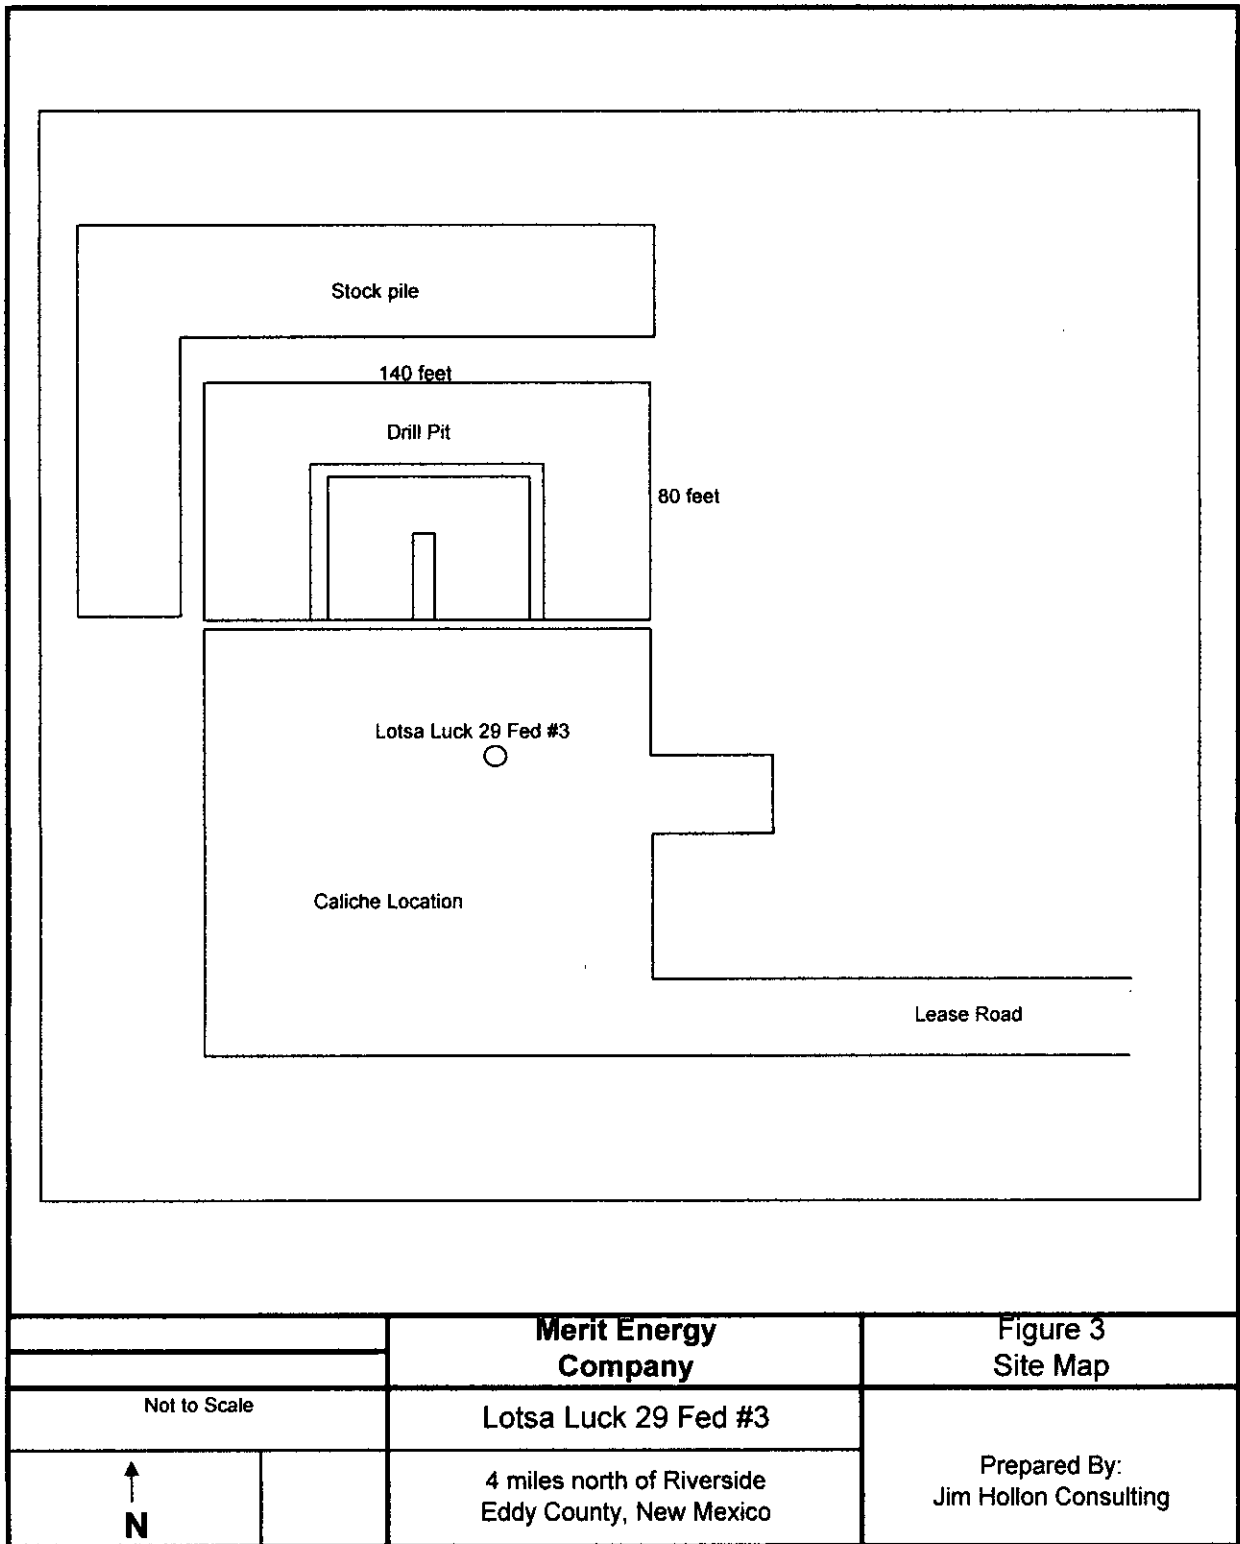 Stock pile
140 feet
Drill Pit
80 feet
Lotsa Luck 29 Fed #3
Caliche Location
Lease Road
Merit Energy
Company
Figure 3
Site Map
Not to Scale
Lotsa Luck 29 Fed #3
N
4 miles north of Riverside
Eddy County, New Mexico
Prepared By:
Jim Hollon Consulting